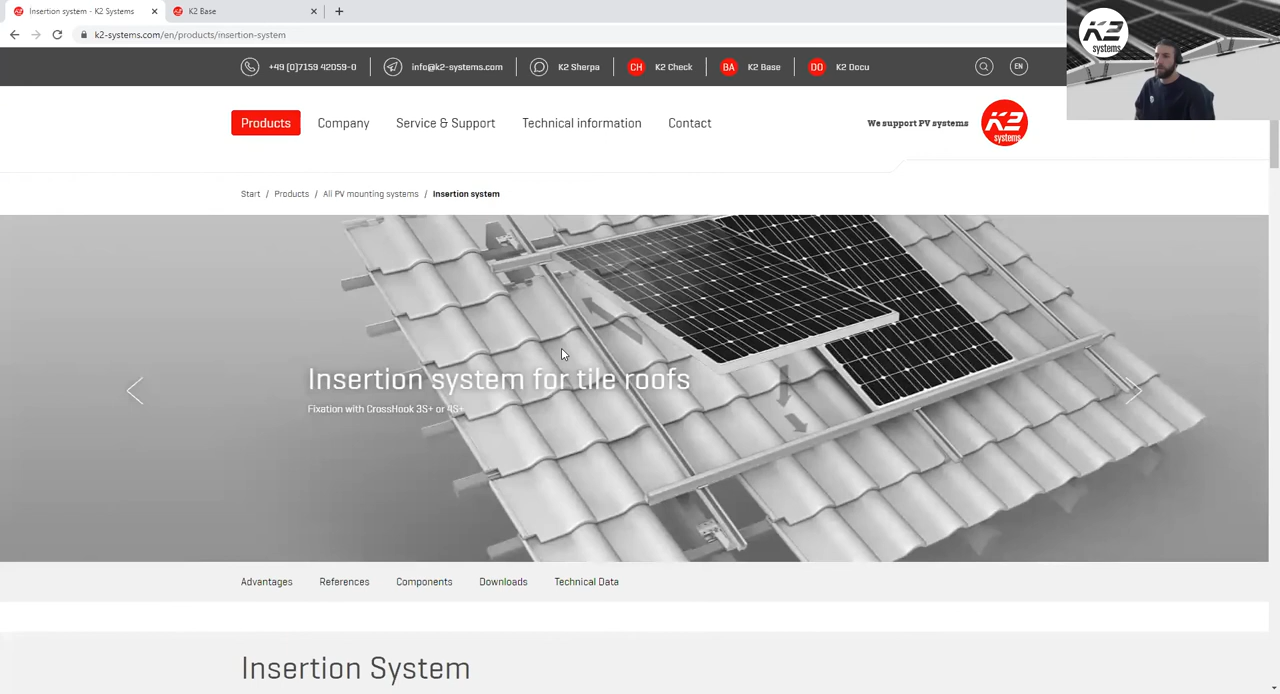 Insertion system - K2 Systems
K2 Base
k2-systems.com/en/products/insertion-system
K2 systems
+49 (0)7159 42059-0
info@k2-systems.com
K2 Sherpa
CH K2 Check
BA K2 Base
DO K2 Docu
EN
Products
Company
Service & Support
Technical information
Contact
We support PV systems
K2 systems
Start / Products / All PV mounting systems / Insertion system
Insertion system for tile roofs
Fixation with CrossHook 3S+ or 4S+
Advantages
References
Components
Downloads
Technical Data
Insertion System